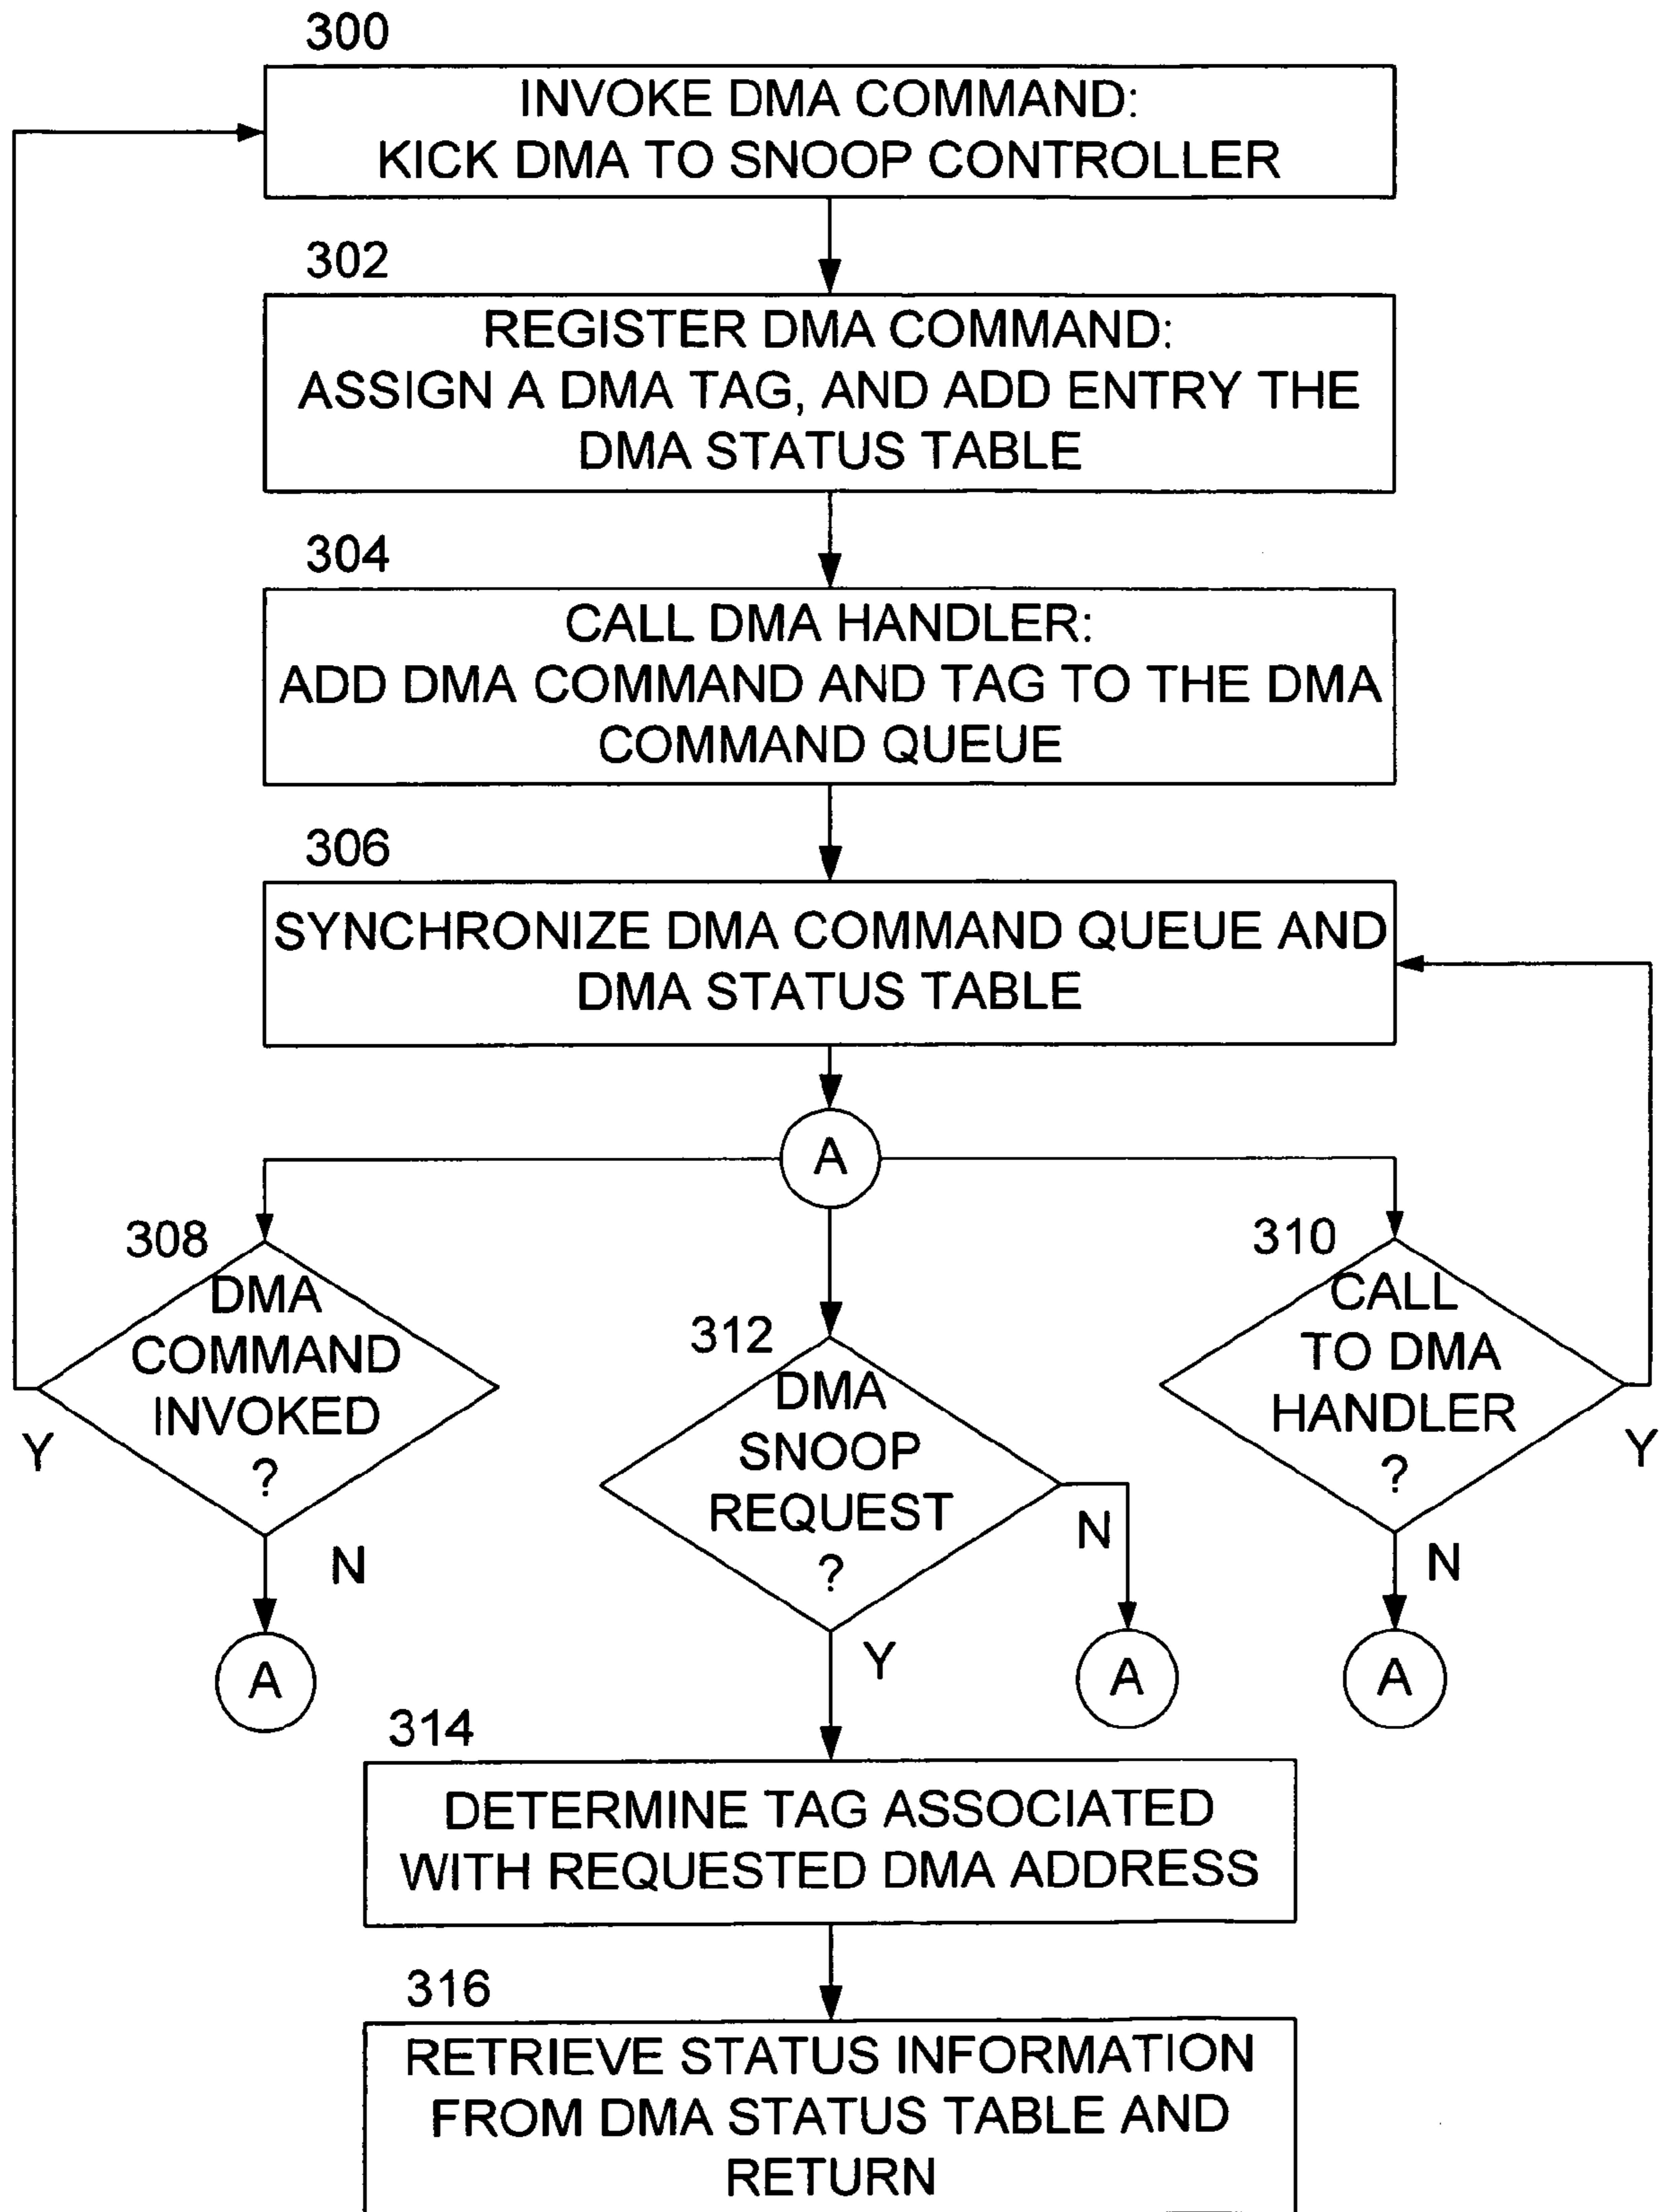 300
INVOKE DMA COMMAND:
KICK DMA TO SNOOP CONTROLLER
302
REGISTER DMA COMMAND:
ASSIGN A DMA TAG, AND ADD ENTRY THE
DMA STATUS TABLE
304
CALL DMA HANDLER:
ADD DMA COMMAND AND TAG TO THE DMA
COMMAND QUEUE
306
SYNCHRONIZE DMA COMMAND QUEUE AND
DMA STATUS TABLE
A
308
DMA
COMMAND
INVOKED
?
Y
N
A
312
DMA
SNOOP
REQUEST
?
N
A
Y
310
CALL
TO DMA
HANDLER
?
Y
N
A
314
DETERMINE TAG ASSOCIATED
WITH REQUESTED DMA ADDRESS
316
RETRIEVE STATUS INFORMATION
FROM DMA STATUS TABLE AND
RETURN